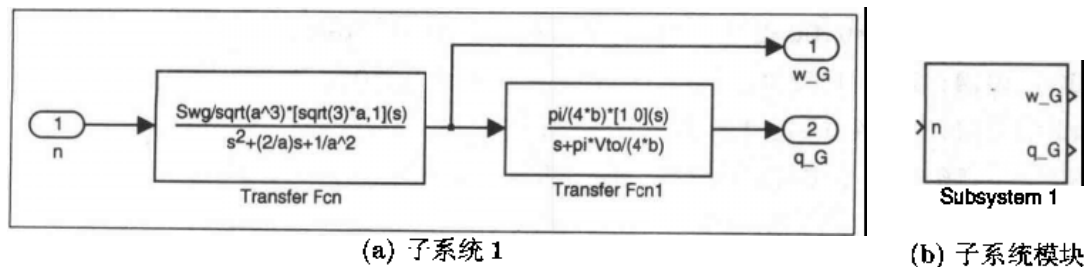 1
n
Swg/sqrt(a^3)*[sqrt(3)*a,1](s)
s2+(2/a)s+1/a^2
Transfer Fcn
pi/(4*b)*[1 0](s)
s+pi*Vto/(4*b)
Transfer Fcn1
1
w_G
2
q_G
(a) 子系统 1
n
w_G
q_G
Subsystem 1
(b) 子系统模块